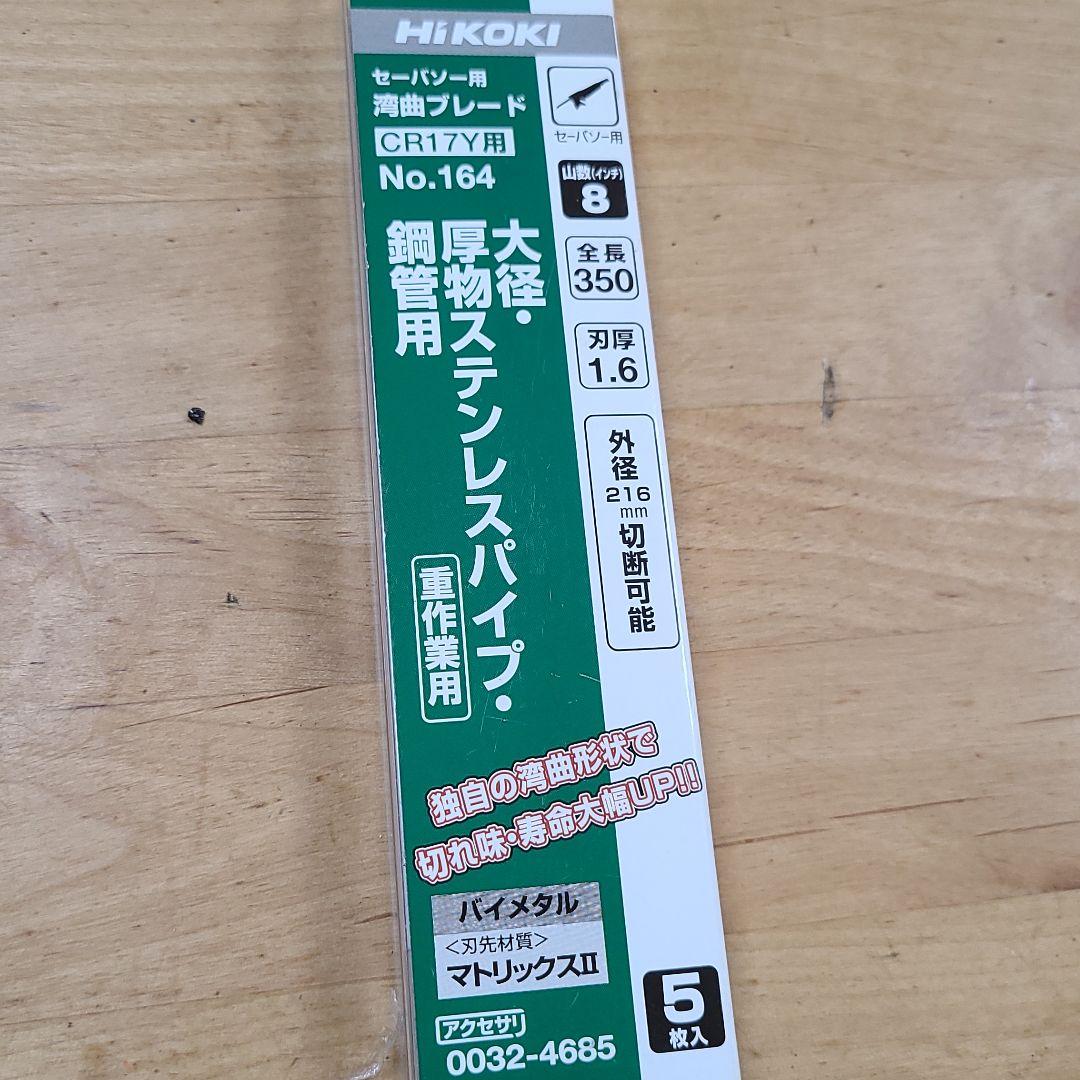 HiKOKI
セーバソー用
湾曲ブレード
CR17Y用
No.164
大径・
厚物ステンレスパイプ・
鋼管用
重作業用
セーバソー用
山数(インチ)
8
全長
350
刃厚
1.6
外径
216
mm
切断可能
独自の湾曲形状で
切れ味・寿命大幅UP!!
バイメタル
<刃先材質>
マトリックスII
アクセサリ
0032-4685
5
枚入